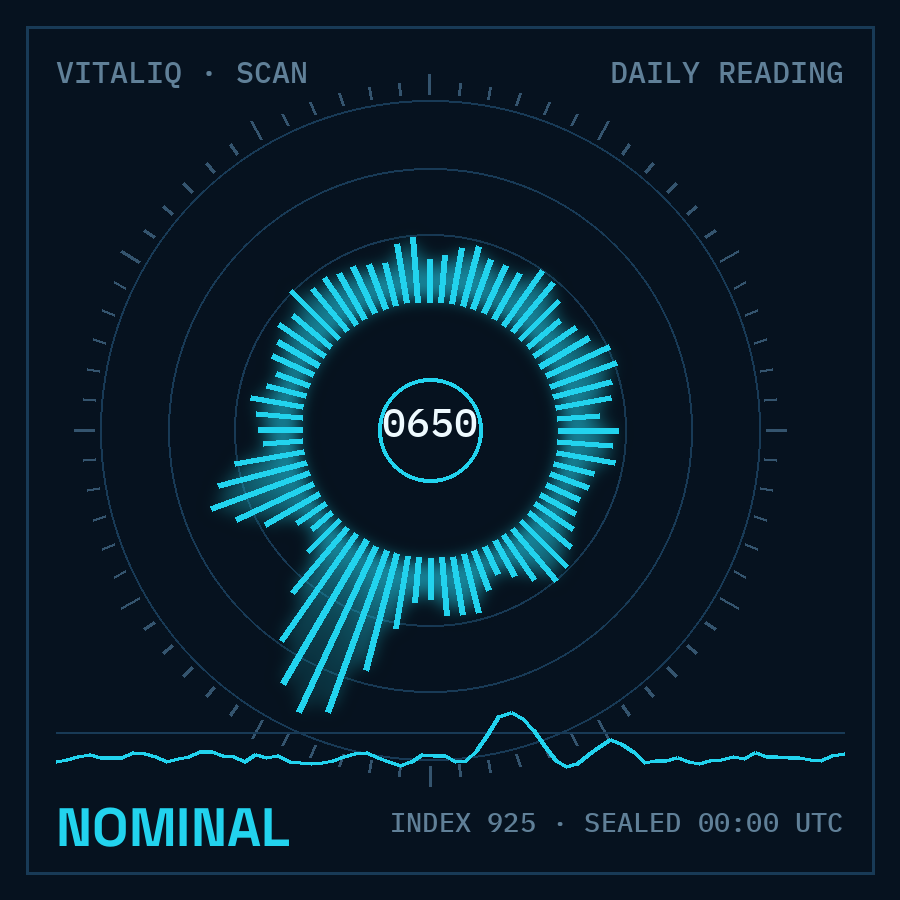 VITALIQ · SCAN
DAILY READING
0650
NOMINAL
INDEX 925 · SEALED 00:00 UTC